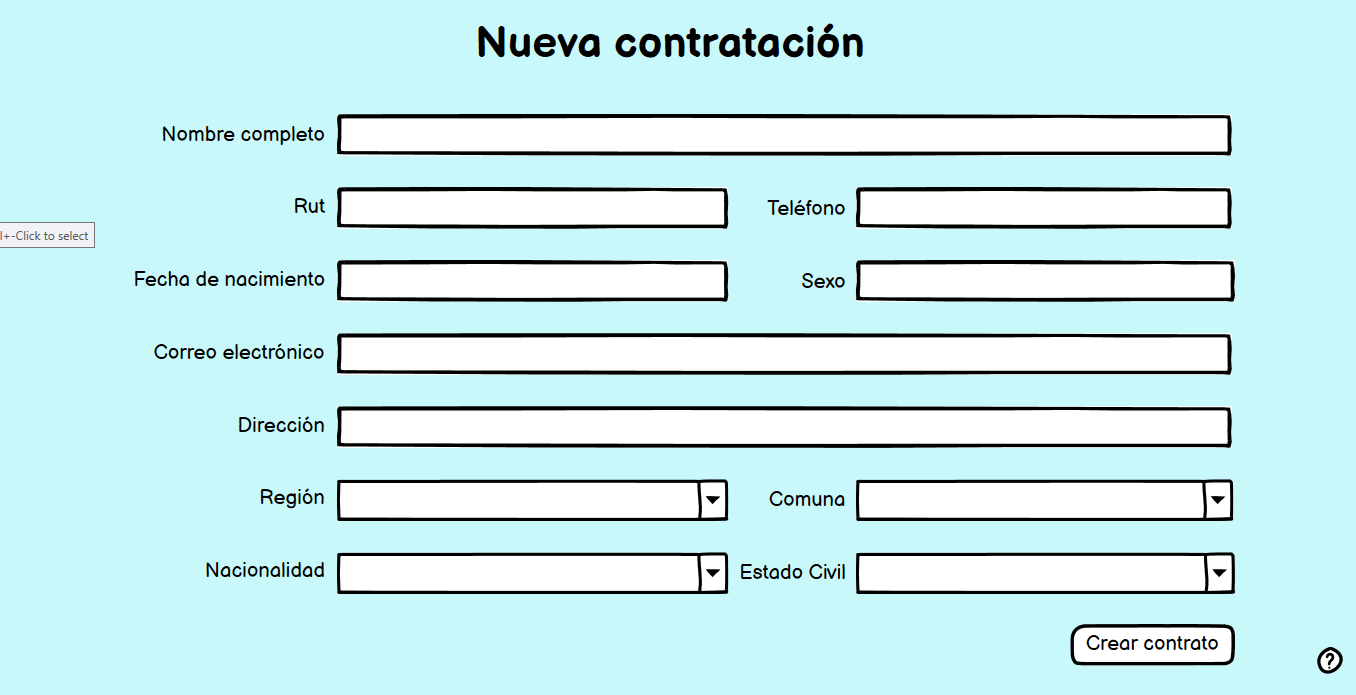 Nueva contratación
Nombre completo
Rut
Teléfono
l+-Click to select
Fecha de nacimiento
Sexo
Correo electrónico
Dirección
Región
Comuna
Nacionalidad
Estado Civil
Crear contrato
?